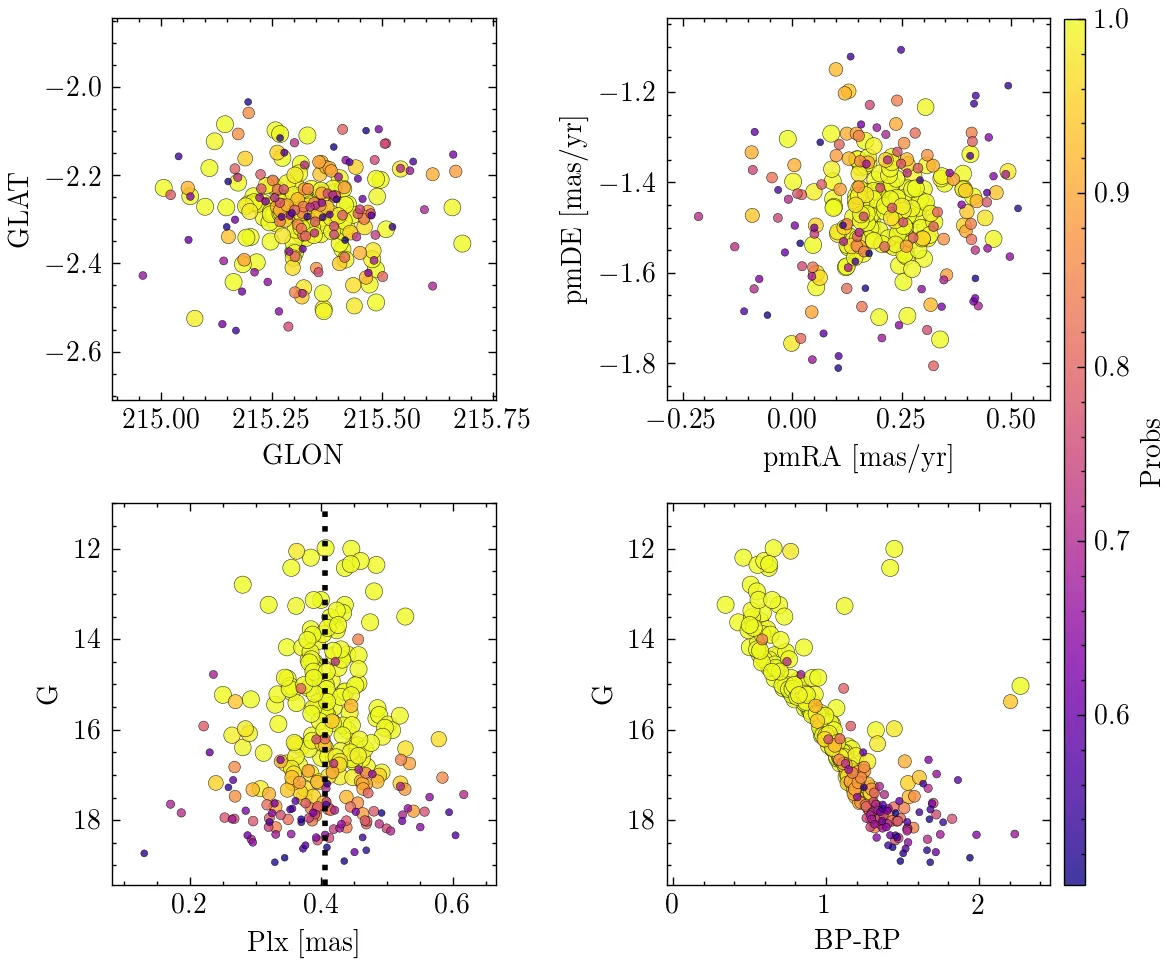 −2.0
−2.2
−2.4
−2.6
GLAT
215.00 215.25 215.50 215.75
GLON
−1.2
−1.4
−1.6
−1.8
pmDE [mas/yr]
−0.25 0.00 0.25 0.50
pmRA [mas/yr]
12
14
16
18
G
0.2 0.4 0.6
Plx [mas]
12
14
16
18
G
0 1 2
BP-RP
1.0
0.9
0.8
0.7
0.6
Probs